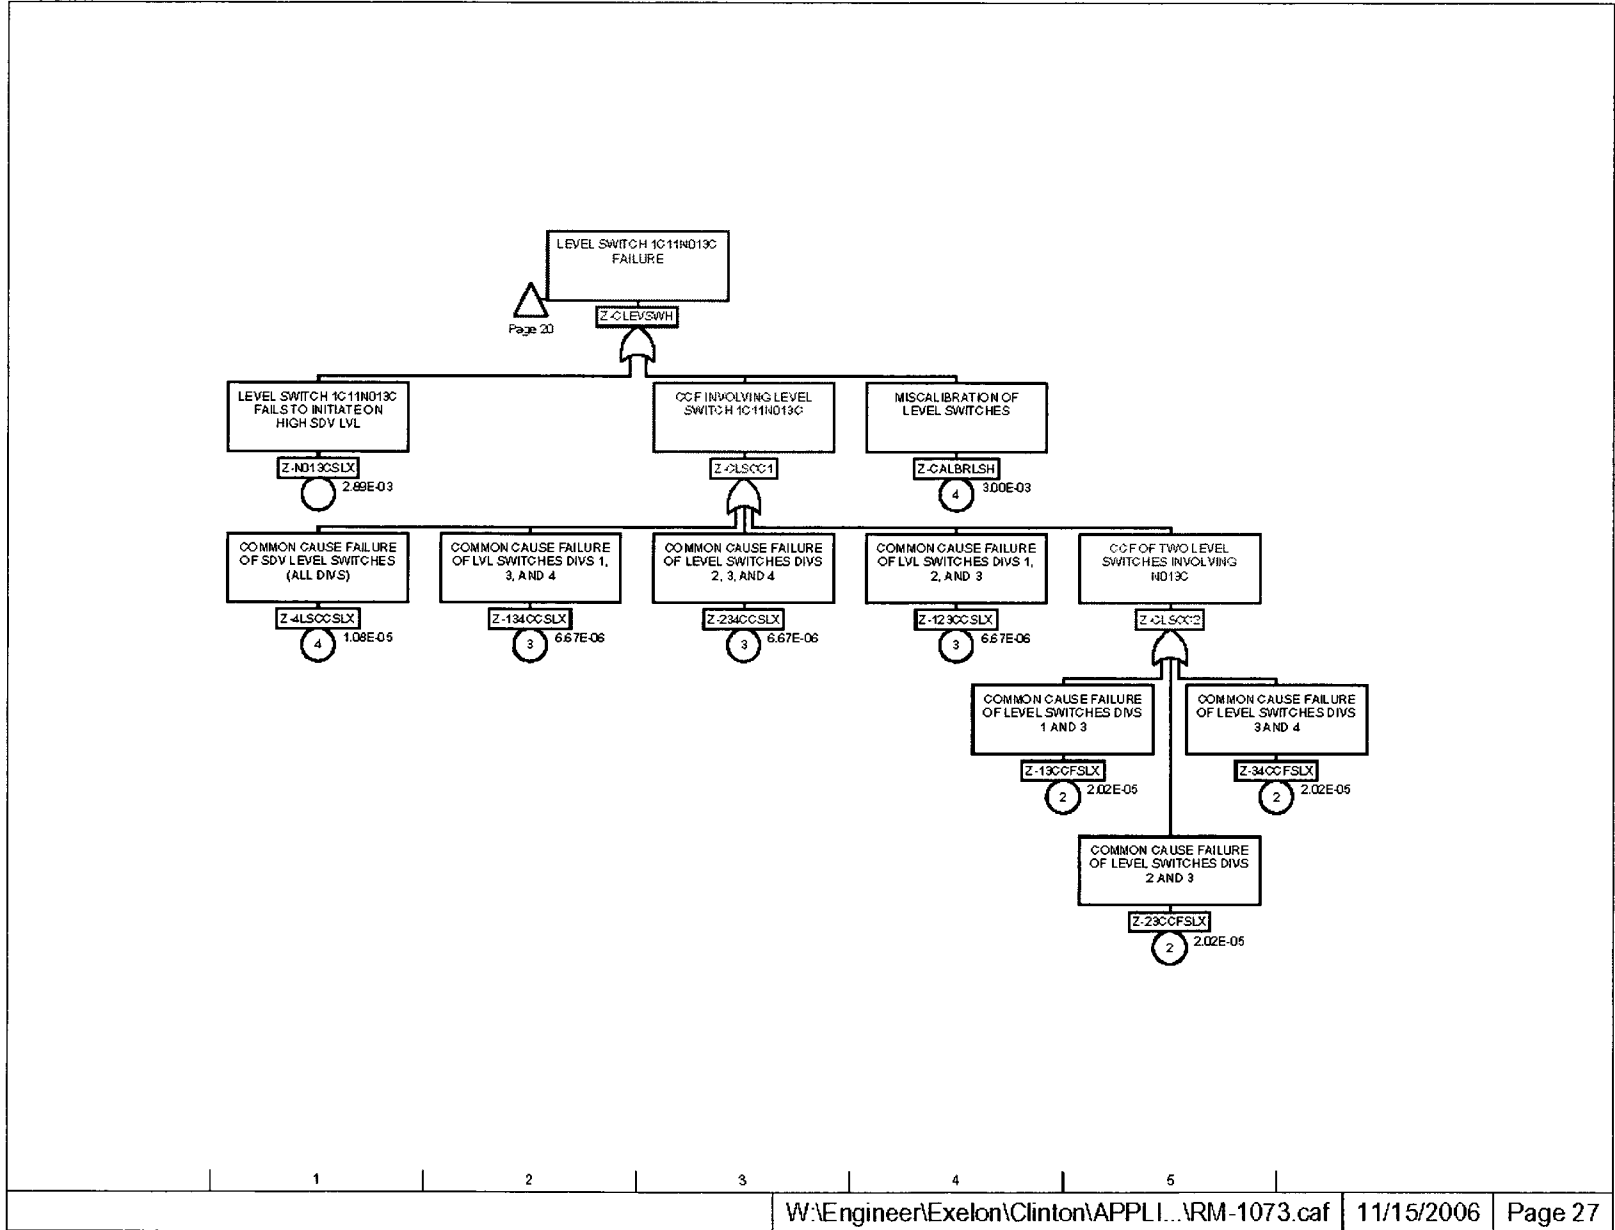 LEVEL SWITCH 1C11N013C
FAILURE
Page 20
Z-CLEVSWH
LEVEL SWITCH 1C11N013C
FAILS TO INITIATE ON
HIGH SDV LVL
Z-N013CSLX
2.89E-03
CCF INVOLVING LEVEL
SWITCH 1C11N013C
Z-CLSCC1
MISCALIBRATION OF
LEVEL SWITCHES
Z-CALBRLSH
4
3.00E-03
COMMON CAUSE FAILURE
OF SDV LEVEL SWITCHES
(ALL DIVS)
Z-4LSCCSLX
4
1.08E-05
COMMON CAUSE FAILURE
OF LVL SWITCHES DIVS 1,
3, AND 4
Z-134CCSLX
3
6.67E-06
COMMON CAUSE FAILURE
OF LEVEL SWITCHES DIVS
2, 3, AND 4
Z-234CCSLX
3
6.67E-06
COMMON CAUSE FAILURE
OF LVL SWITCHES DIVS 1,
2, AND 3
Z-123CCSLX
3
6.67E-06
CCF OF TWO LEVEL
SWITCHES INVOLVING
N013C
Z-CLSCC2
COMMON CAUSE FAILURE
OF LEVEL SWITCHES DIVS
1 AND 3
Z-13CCFSLX
2
2.02E-05
COMMON CAUSE FAILURE
OF LEVEL SWITCHES DIVS
3 AND 4
Z-34CCFSLX
2
2.02E-05
COMMON CAUSE FAILURE
OF LEVEL SWITCHES DIVS
2 AND 3
Z-23CCFSLX
2
2.02E-05
1 2 3 4 5
W:\Engineer\Exelon\Clinton\APPLI...\RM-1073.caf 11/15/2006 Page 27